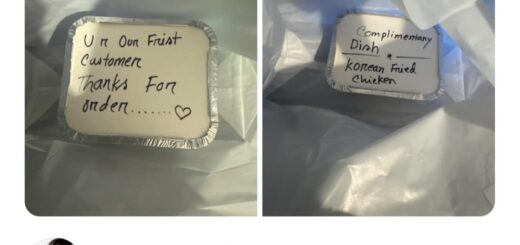 U r Our Frist
Customer
Thanks For
order....... ♡
Complimentary
Dish
Korean Fried
Chicken